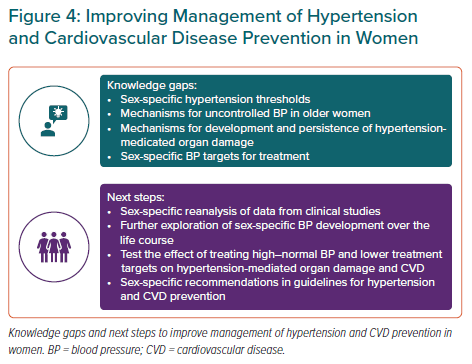 Figure 4: Improving Management of Hypertension
and Cardiovascular Disease Prevention in Women
Knowledge gaps:
• Sex-specific hypertension thresholds
• Mechanisms for uncontrolled BP in older women
• Mechanisms for development and persistence of hypertension-
medicated organ damage
• Sex-specific BP targets for treatment
Next steps:
• Sex-specific reanalysis of data from clinical studies
• Further exploration of sex-specific BP development over the
life course
• Test the effect of treating high–normal BP and lower treatment
targets on hypertension-mediated organ damage and CVD
• Sex-specific recommendations in guidelines for hypertension
and CVD prevention
Knowledge gaps and next steps to improve management of hypertension and CVD prevention in
women. BP = blood pressure; CVD = cardiovascular disease.